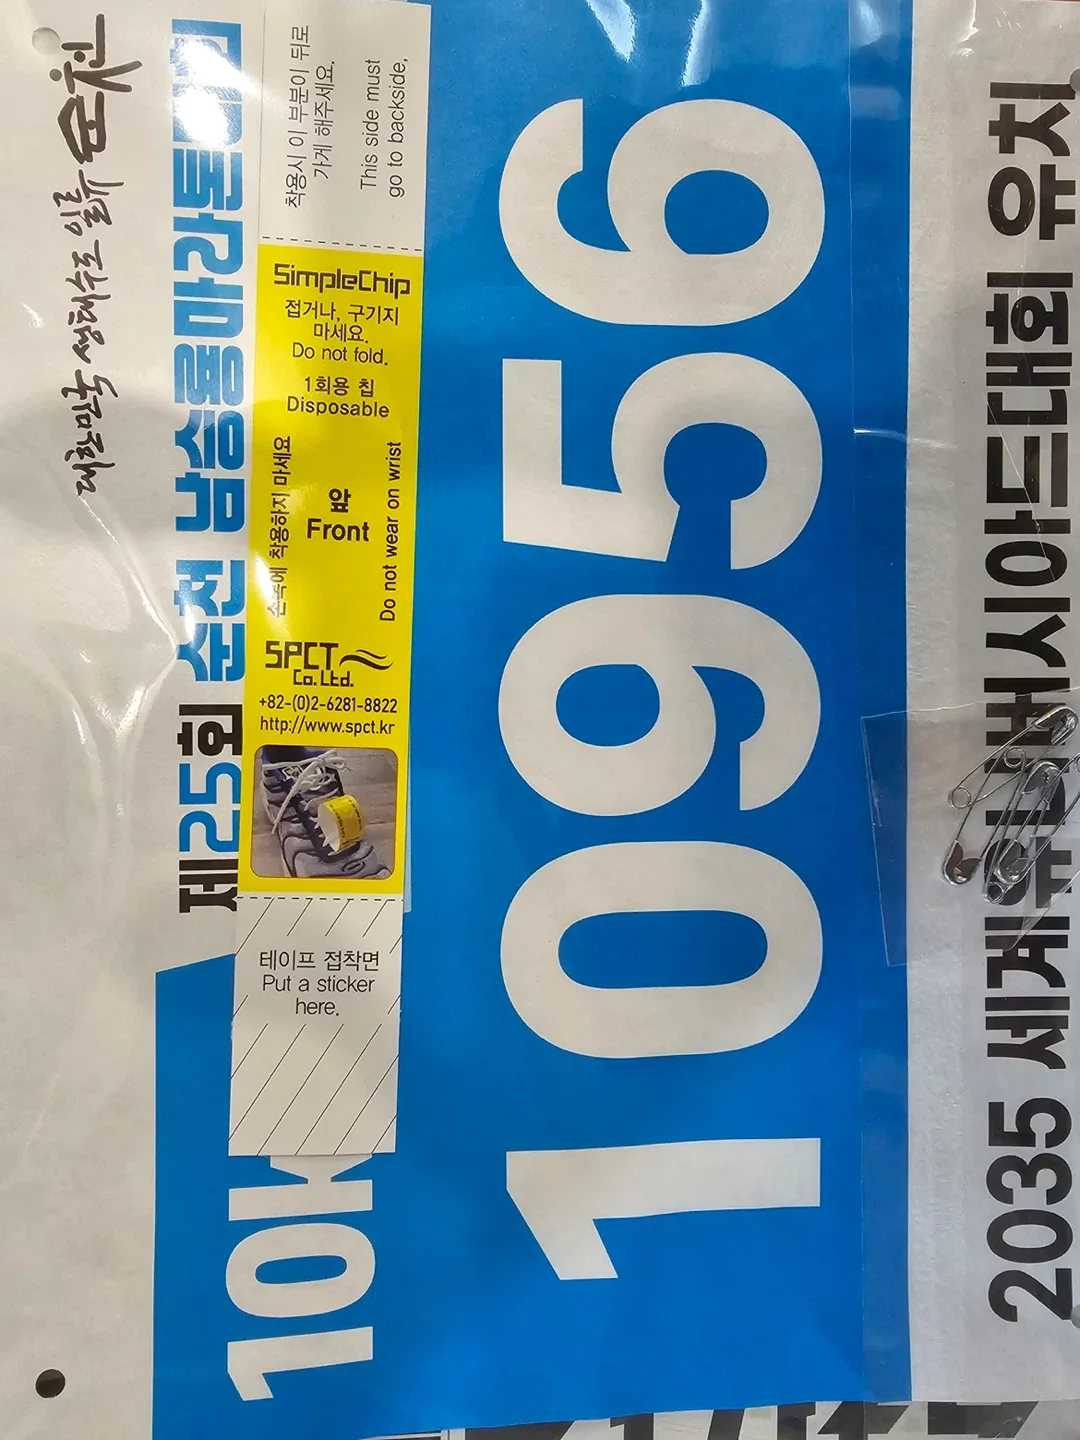 대한민국 생태수도 일류 순천
제25회 순천 남승룡마라톤대회
착용시 이 부분이 뒤로
가게 해주세요.
This side must
go to backside.
SimpleChip
접거나, 구기지
마세요.
Do not fold.
1회용 칩
Disposable
손목에 착용하지 마세요
앞
Front
Do not wear on wrist
SPCT
Co.Ltd.
+82-(0)2-6281-8822
http://www.spct.kr
테이프 접착면
Put a sticker
here.
10K
10956
2035 세계유니버시아드대회 유치